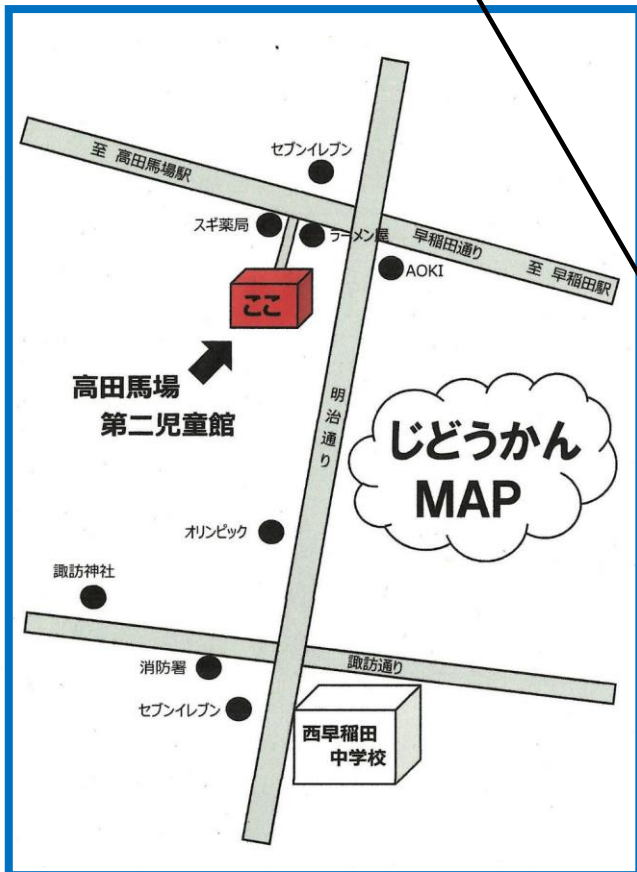 セブンイレブン
至 高田馬場駅
スギ薬局
ラーメン屋
早稲田通り
至 早稲田駅
AOKI
ここ
高田馬場
第二児童館
明治通り
じどうかん
MAP
オリンピック
諏訪神社
諏訪通り
消防署
セブンイレブン
西早稲田
中学校